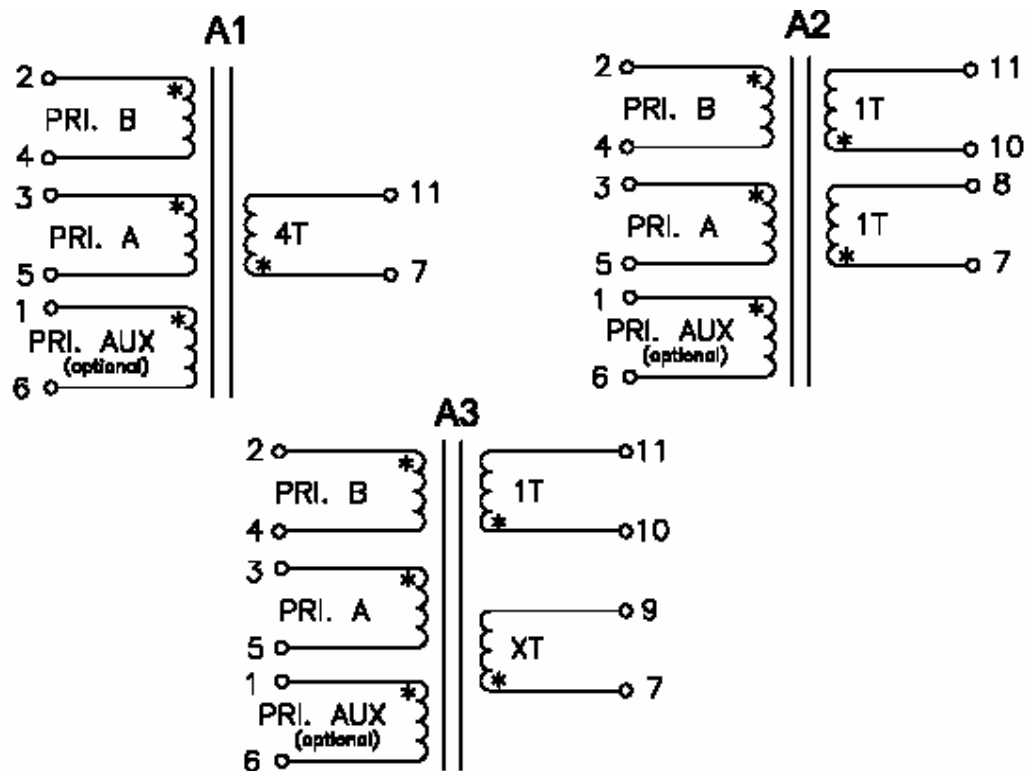 A1
2
PRI. B
4
3
PRI. A
5
1
PRI. AUX
(optional)
6
11
4T
7
A2
2
PRI. B
4
3
PRI. A
5
1
PRI. AUX
(optional)
6
11
1T
10
8
1T
7
A3
2
PRI. B
4
3
PRI. A
5
1
PRI. AUX
(optional)
6
11
1T
10
9
XT
7